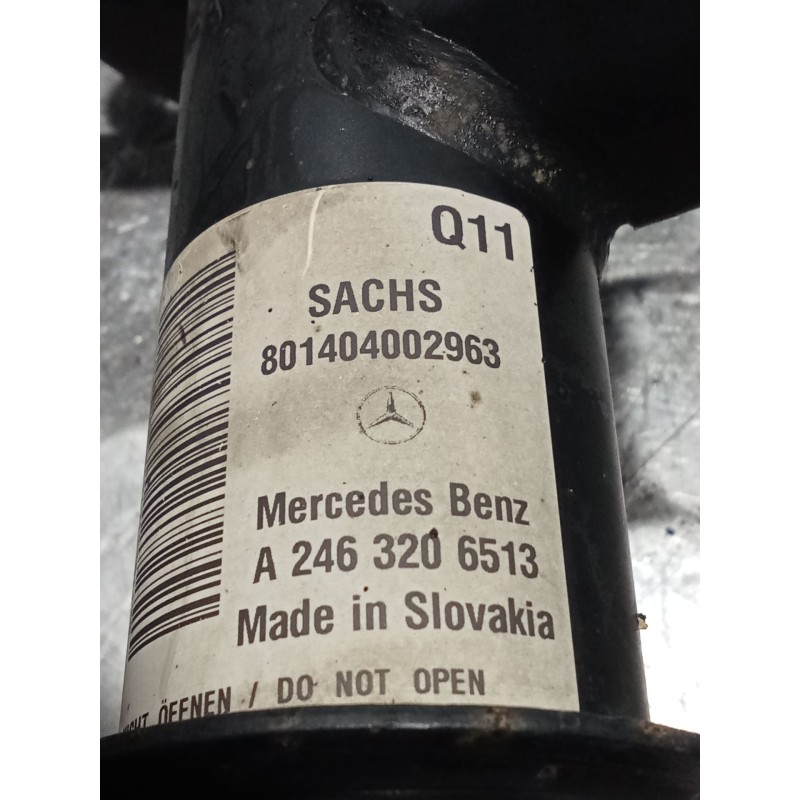 Q11
SACHS
801404002963
Mercedes Benz
A 246 320 6513
Made in Slovakia
ÖFFNEN / DO NOT OPEN